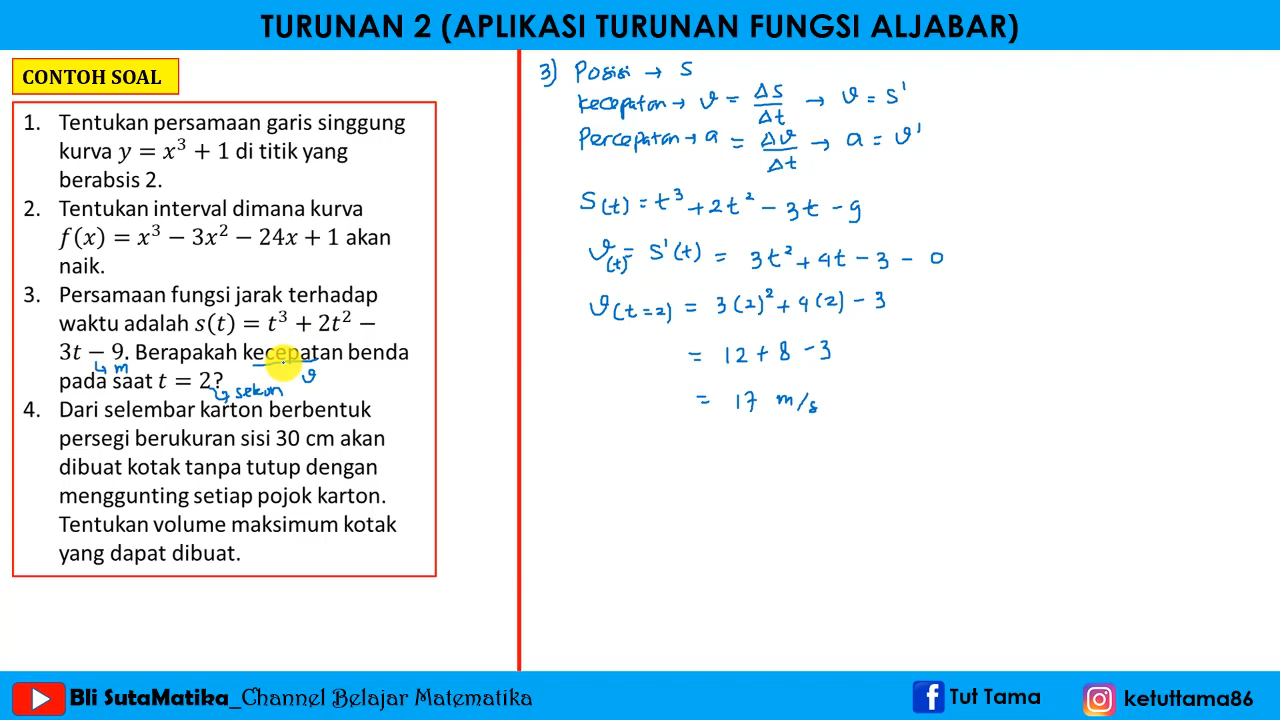 TURUNAN 2 (APLIKASI TURUNAN FUNGSI ALJABAR)
CONTOH SOAL
1. Tentukan persamaan garis singgung
kurva y = x³ + 1 di titik yang
berabsis 2.
2. Tentukan interval dimana kurva
f(x) = x³ − 3x² − 24x + 1 akan
naik.
3. Persamaan fungsi jarak terhadap
waktu adalah s(t) = t³ + 2t² −
3t − 9. Berapakah kecepatan benda
↳ m
pada saat t = 2?
v
↳ sekon
4. Dari selembar karton berbentuk
persegi berukuran sisi 30 cm akan
dibuat kotak tanpa tutup dengan
menggunting setiap pojok karton.
Tentukan volume maksimum kotak
yang dapat dibuat.
3) Posisi → s
Kecepatan → v = Δs/Δt → v = s'
Percepatan → a = Δv/Δt → a = v'
s(t) = t³ + 2t² − 3t − 9
v(t) = s'(t) = 3t² + 4t − 3 − 0
v(t=2) = 3(2)² + 4(2) − 3
= 12 + 8 − 3
= 17 m/s
Bli SutaMatika_Channel Belajar Matematika
Tut Tama
ketuttama86